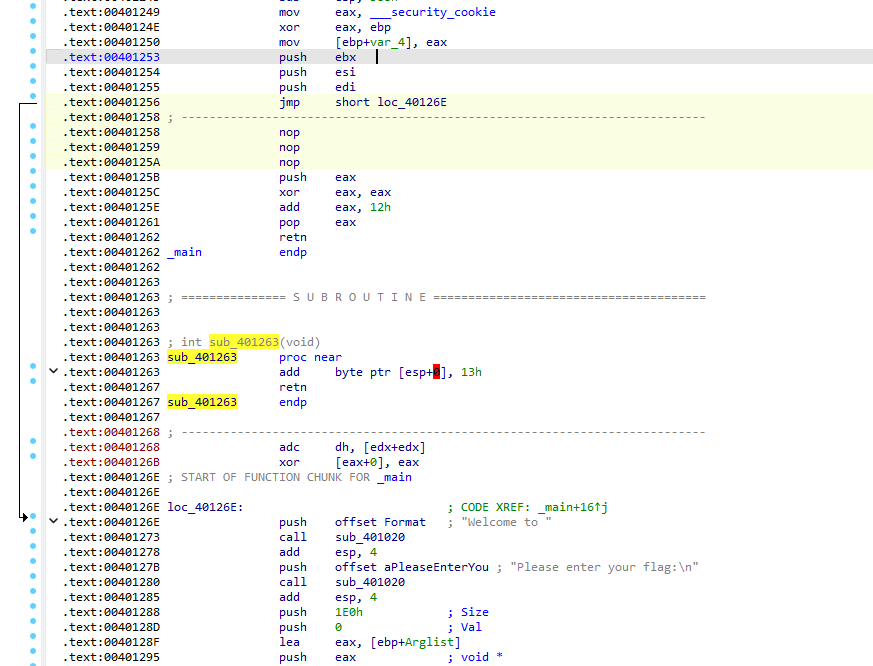 .text:00401249 mov eax, ___security_cookie
.text:0040124E xor eax, ebp
.text:00401250 mov [ebp+var_4], eax
.text:00401253 push ebx
.text:00401254 push esi
.text:00401255 push edi
.text:00401256 jmp short loc_40126E
.text:00401258 ; ---------------------------------------------------------------------------
.text:00401258 nop
.text:00401259 nop
.text:0040125A nop
.text:0040125B push eax
.text:0040125C xor eax, eax
.text:0040125E add eax, 12h
.text:00401261 pop eax
.text:00401262 retn
.text:00401262 _main endp
.text:00401262
.text:00401263
.text:00401263 ; =============== S U B R O U T I N E =======================================
.text:00401263
.text:00401263
.text:00401263 ; int sub_401263(void)
.text:00401263 sub_401263 proc near
.text:00401263 add byte ptr [esp+0], 13h
.text:00401267 retn
.text:00401267 sub_401263 endp
.text:00401267
.text:00401268 ; ---------------------------------------------------------------------------
.text:00401268 adc dh, [edx+edx]
.text:0040126B xor [eax+0], eax
.text:0040126E ; START OF FUNCTION CHUNK FOR _main
.text:0040126E
.text:0040126E loc_40126E: ; CODE XREF: _main+16↑j
.text:0040126E push offset Format ; "Welcome to "
.text:00401273 call sub_401020
.text:00401278 add esp, 4
.text:0040127B push offset aPleaseEnterYou ; "Please enter your flag:\n"
.text:00401280 call sub_401020
.text:00401285 add esp, 4
.text:00401288 push 1E0h ; Size
.text:0040128D push 0 ; Val
.text:0040128F lea eax, [ebp+Arglist]
.text:00401295 push eax ; void *